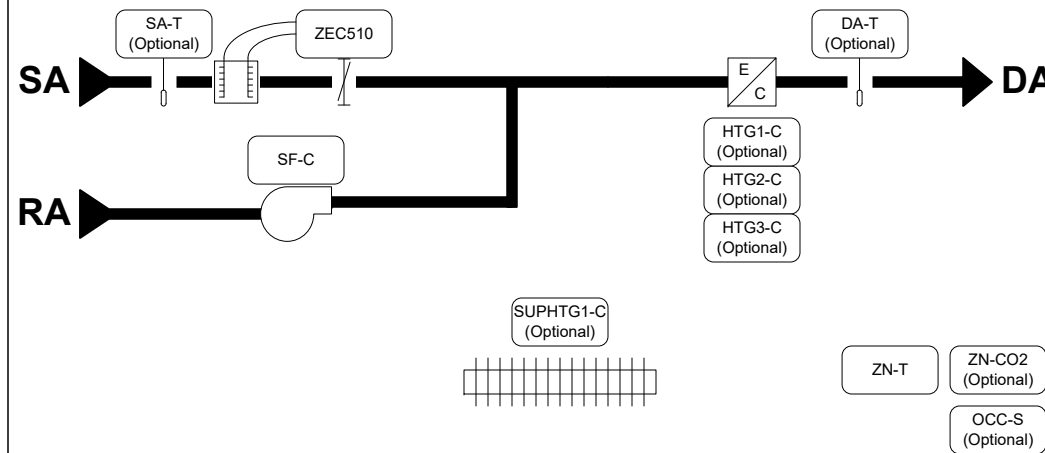 SA-T
(Optional)
ZEC510
DA-T
(Optional)
SA
E
C
DA
HTG1-C
(Optional)
SF-C
HTG2-C
(Optional)
RA
HTG3-C
(Optional)
SUPHTG1-C
(Optional)
ZN-T
ZN-CO2
(Optional)
OCC-S
(Optional)